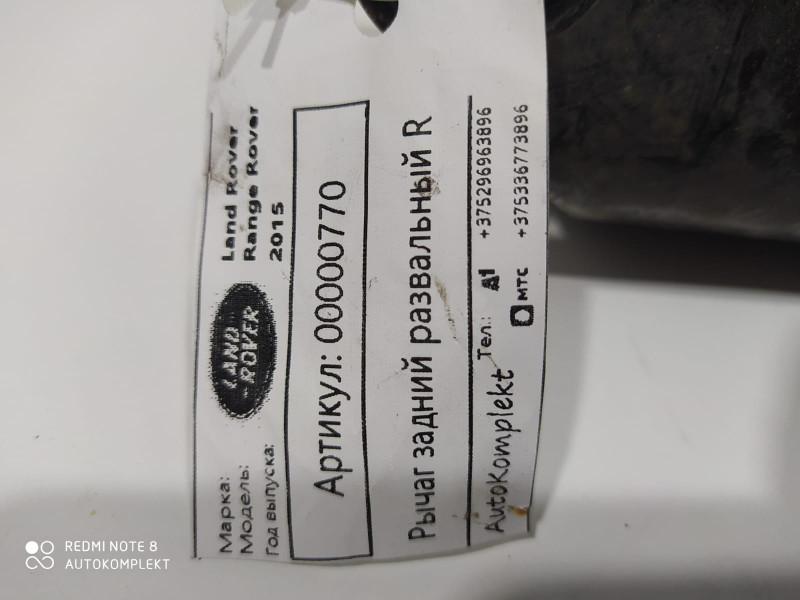 Марка: Land Rover
Модель: Range Rover
Год выпуска: 2015
LAND
ROVER
Артикул: 00000770
Рычаг задний развальный R
AutoKomplekt Тел.: A1 +375296963896
МТС +375336773896
REDMI NOTE 8
AUTOKOMPLEKT